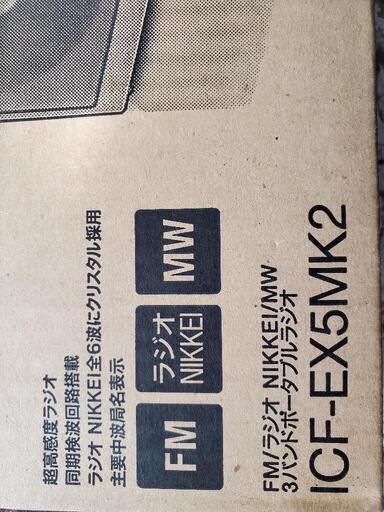 超高感度ラジオ
同期検波回路搭載
ラジオ NIKKEI全6波にクリスタル採用
主要中波局名表示
FM
ラジオ
NIKKEI
MW
FM/ラジオ NIKKEI/MW
3バンドポータブルラジオ
ICF-EX5MK2